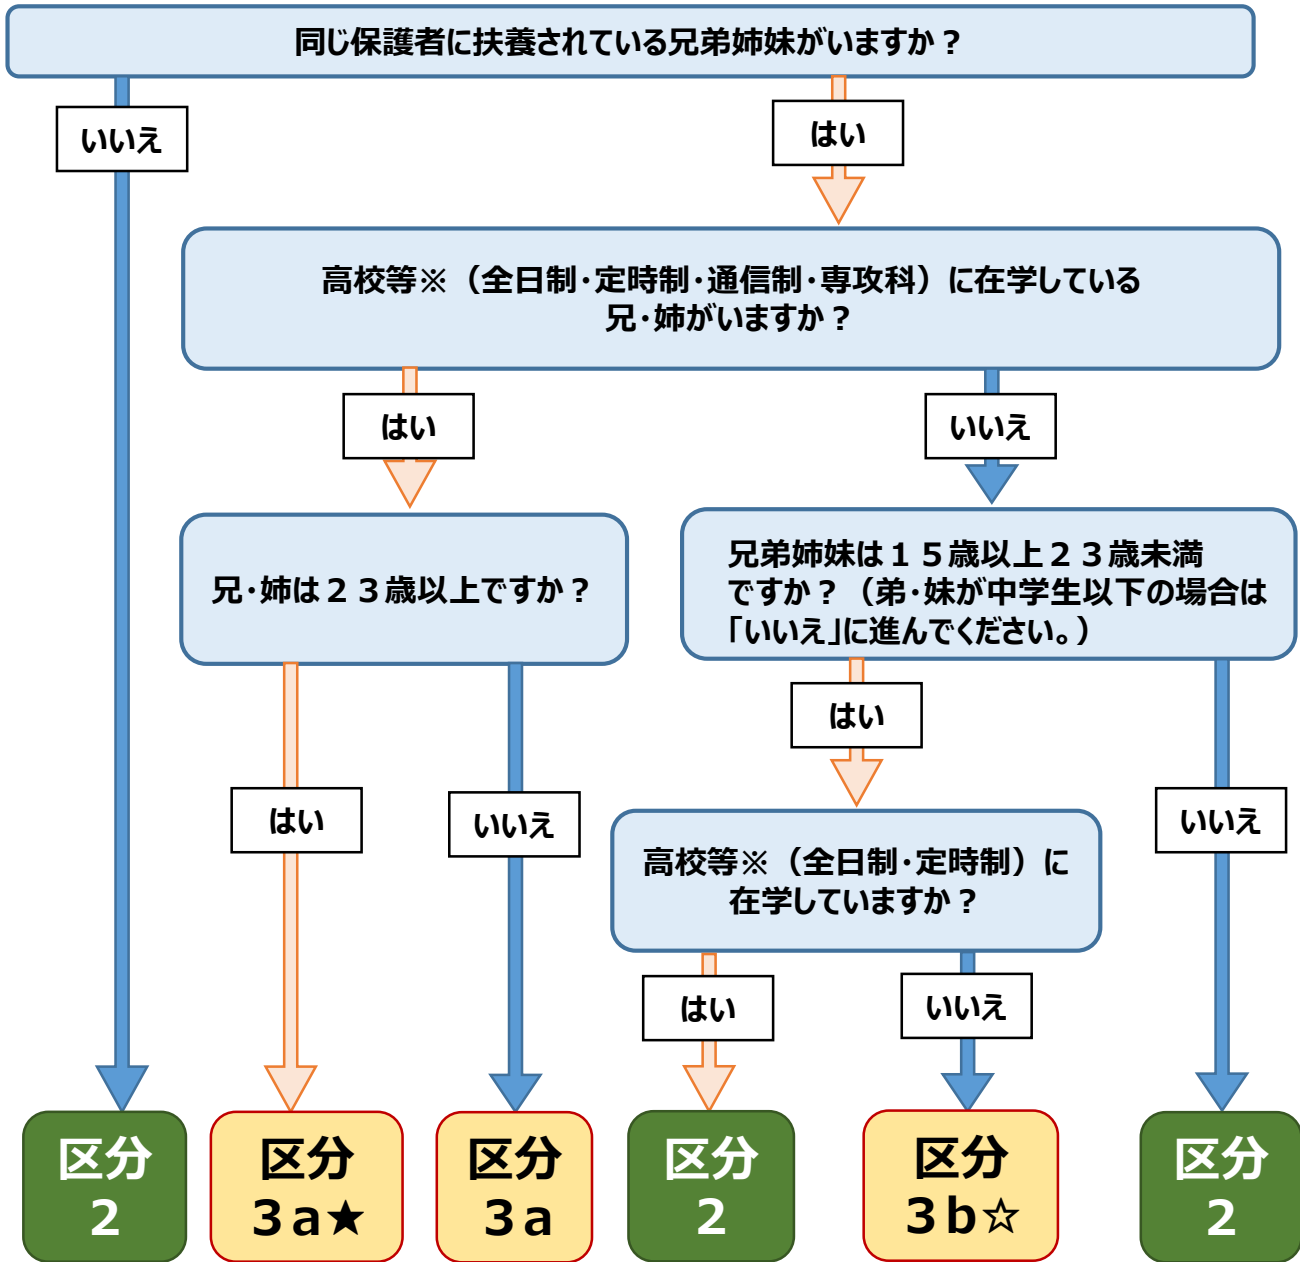 同じ保護者に扶養されている兄弟姉妹がいますか？
いいえ
はい
高校等※（全日制・定時制・通信制・専攻科）に在学している
兄・姉がいますか？
はい
いいえ
兄・姉は２３歳以上ですか？
兄弟姉妹は１５歳以上２３歳未満
ですか？（弟・妹が中学生以下の場合は
「いいえ」に進んでください。）
はい
はい
いいえ
いいえ
高校等※（全日制・定時制）に
在学していますか？
はい
いいえ
区分
２
区分
３ａ★
区分
３ａ
区分
２
区分
３ｂ☆
区分
２